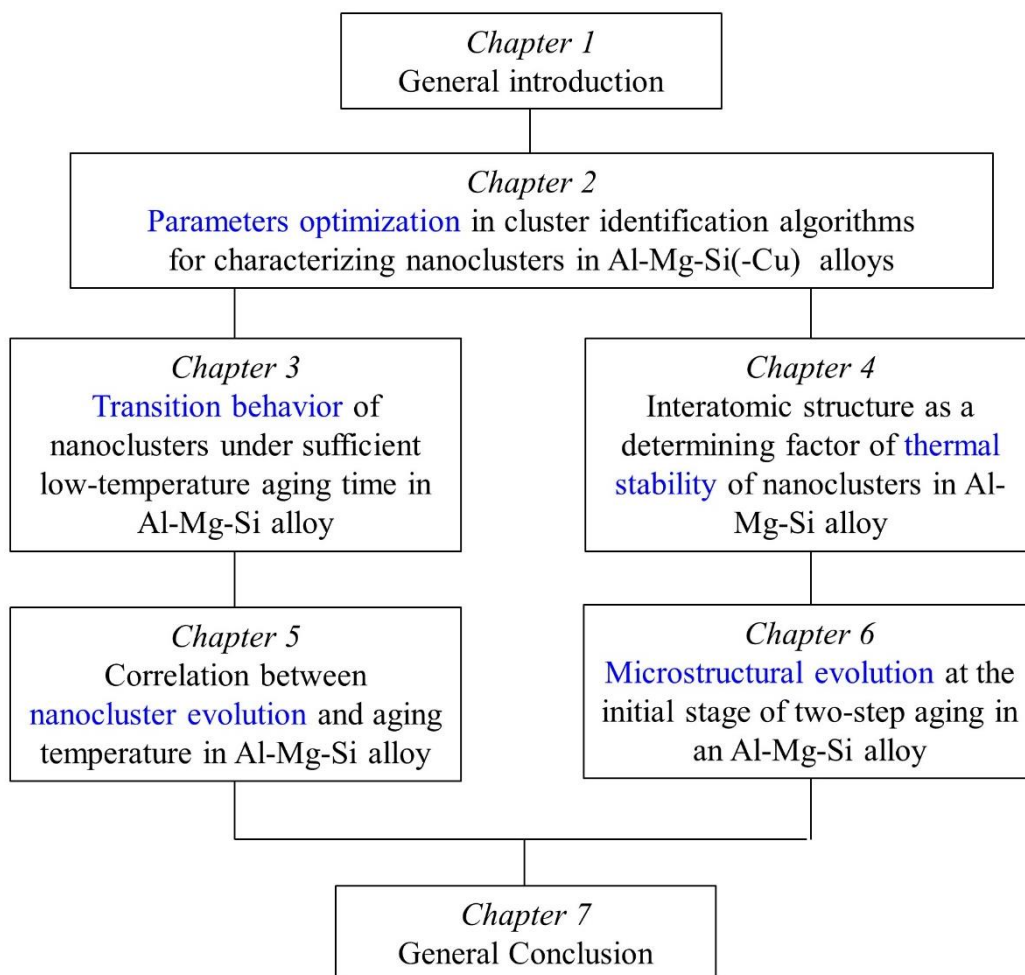 Chapter 1
General introduction
Chapter 2
Parameters optimization in cluster identification algorithms
for characterizing nanoclusters in Al-Mg-Si(-Cu) alloys
Chapter 3
Transition behavior of
nanoclusters under sufficient
low-temperature aging time in
Al-Mg-Si alloy
Chapter 4
Interatomic structure as a
determining factor of thermal
stability of nanoclusters in Al-
Mg-Si alloy
Chapter 5
Correlation between
nanocluster evolution and aging
temperature in Al-Mg-Si alloy
Chapter 6
Microstructural evolution at the
initial stage of two-step aging in
an Al-Mg-Si alloy
Chapter 7
General Conclusion